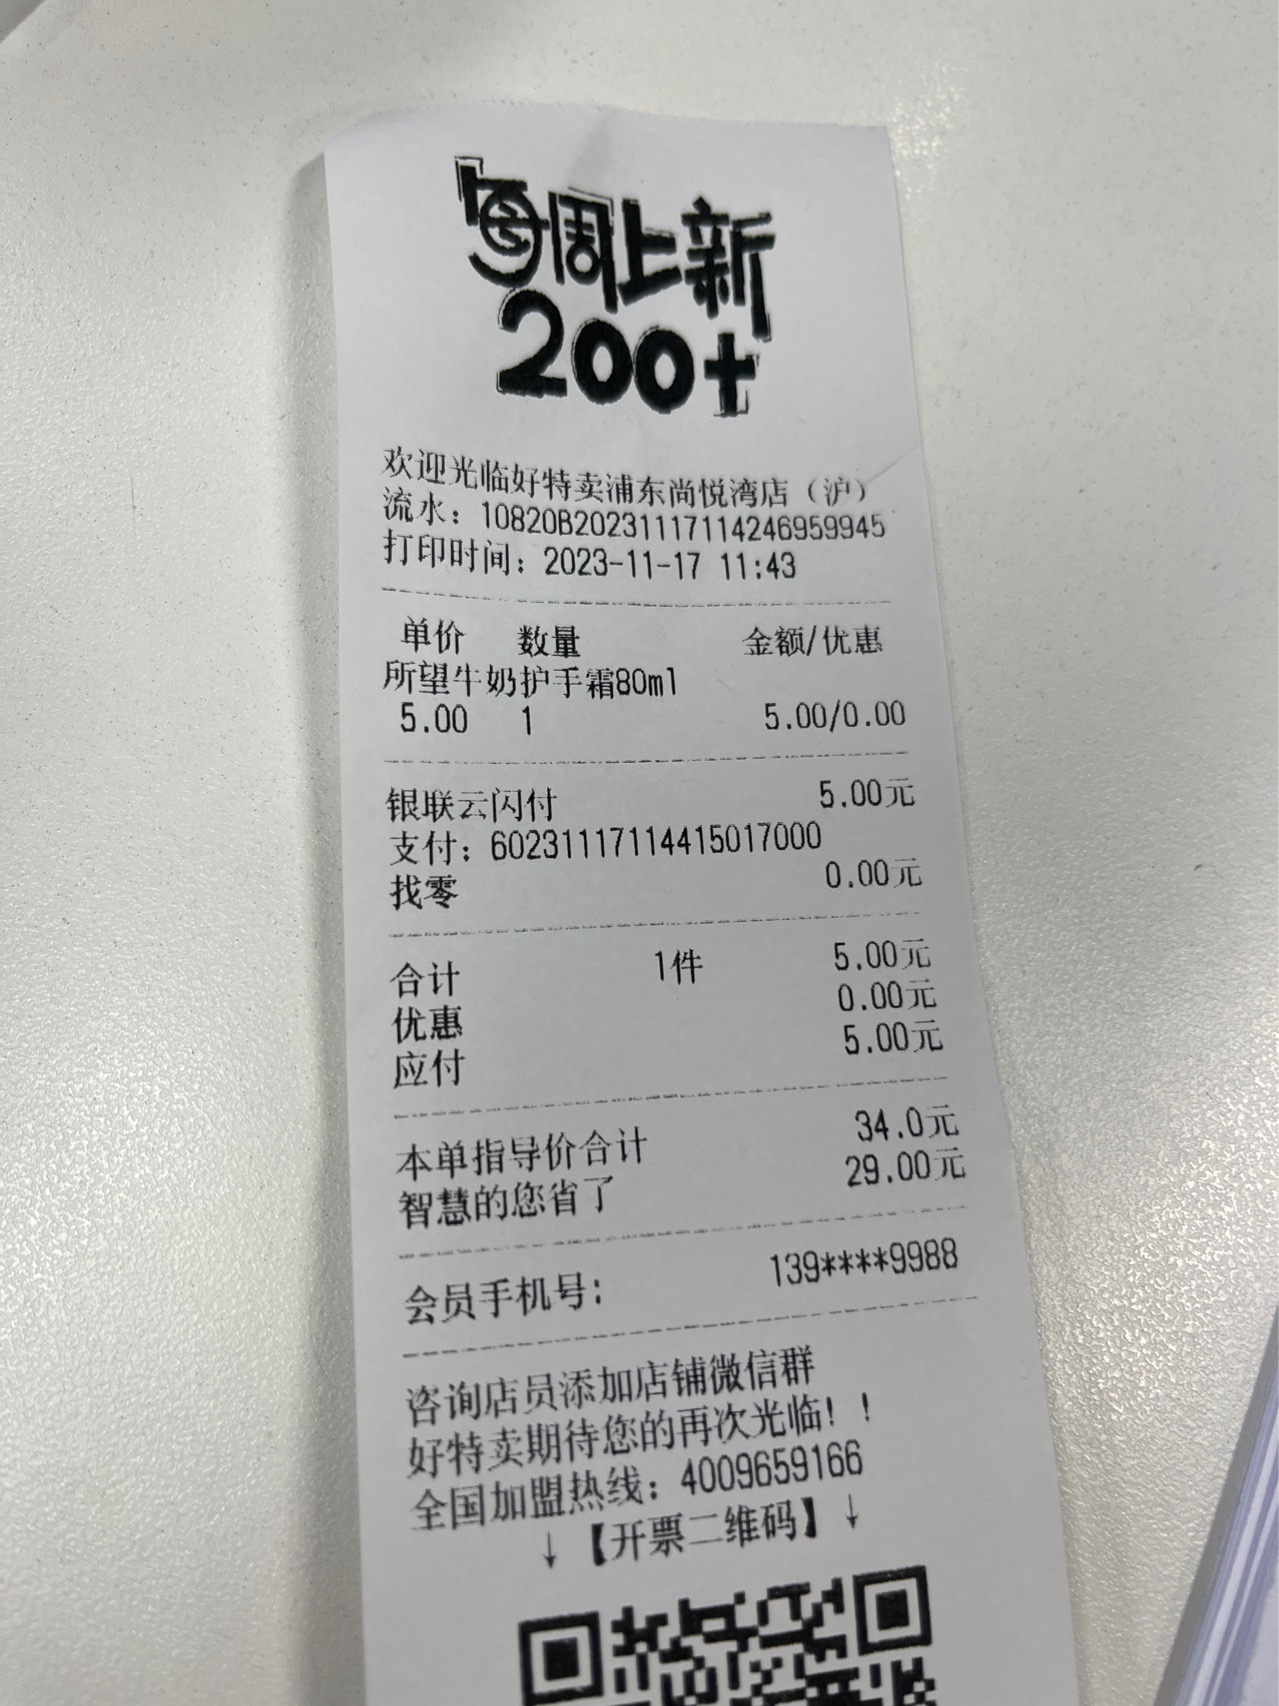 每周上新
200+
欢迎光临好特卖浦东尚悦湾店（沪）
流水：10820B20231117114246959945
打印时间：2023-11-17 11:43
单价 数量 金额/优惠
所望牛奶护手霜80ml
5.00 1 5.00/0.00
银联云闪付 5.00元
支付：60231117114415017000
找零 0.00元
合计 1件 5.00元
优惠 0.00元
应付 5.00元
本单指导价合计 34.0元
智慧的您省了 29.00元
会员手机号: 139****9988
咨询店员添加店铺微信群
好特卖期待您的再次光临！！
全国加盟热线：4009659166
↓【开票二维码】↓